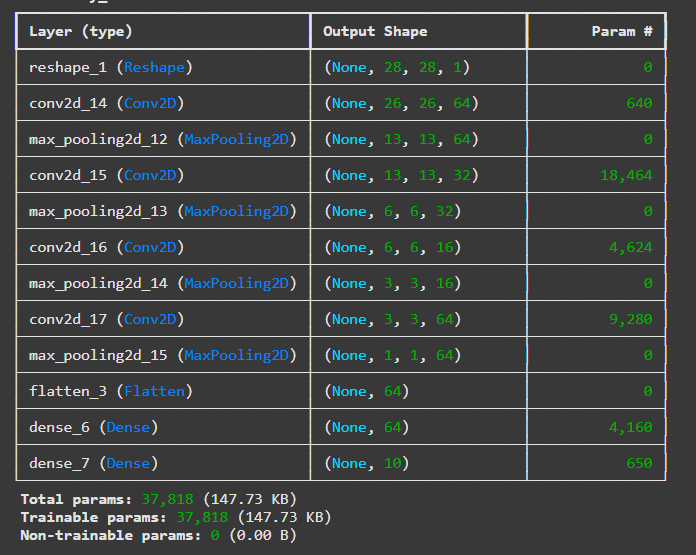 Layer (type) Output Shape Param #
reshape_1 (Reshape) (None, 28, 28, 1) 0
conv2d_14 (Conv2D) (None, 26, 26, 64) 640
max_pooling2d_12 (MaxPooling2D) (None, 13, 13, 64) 0
conv2d_15 (Conv2D) (None, 13, 13, 32) 18,464
max_pooling2d_13 (MaxPooling2D) (None, 6, 6, 32) 0
conv2d_16 (Conv2D) (None, 6, 6, 16) 4,624
max_pooling2d_14 (MaxPooling2D) (None, 3, 3, 16) 0
conv2d_17 (Conv2D) (None, 3, 3, 64) 9,280
max_pooling2d_15 (MaxPooling2D) (None, 1, 1, 64) 0
flatten_3 (Flatten) (None, 64) 0
dense_6 (Dense) (None, 64) 4,160
dense_7 (Dense) (None, 10) 650
Total params: 37,818 (147.73 KB)
Trainable params: 37,818 (147.73 KB)
Non-trainable params: 0 (0.00 B)